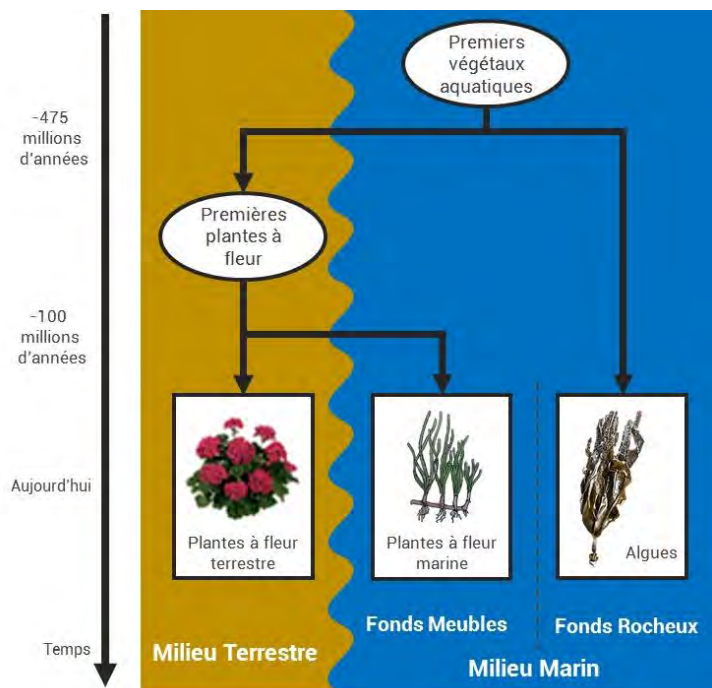 Premiers
végétaux
aquatiques
-475
millions
d'années
Premières
plantes à
fleur
-100
millions
d'années
Aujourd'hui
Plantes à fleur
terrestre
Plantes à fleur
marine
Algues
Fonds Meubles
Fonds Rocheux
Temps
Milieu Terrestre
Milieu Marin